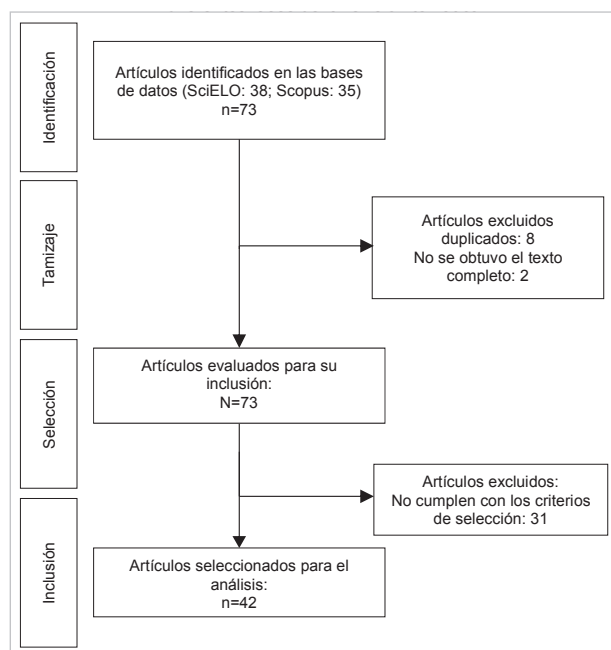 Identificación
Artículos identificados en las bases
de datos (SciELO: 38; Scopus: 35)
n=73
Tamizaje
Artículos excluidos
duplicados: 8
No se obtuvo el texto
completo: 2
Selección
Artículos evaluados para su
inclusión:
N=73
Artículos excluidos:
No cumplen con los criterios
de selección: 31
Inclusión
Artículos seleccionados para el
análisis:
n=42